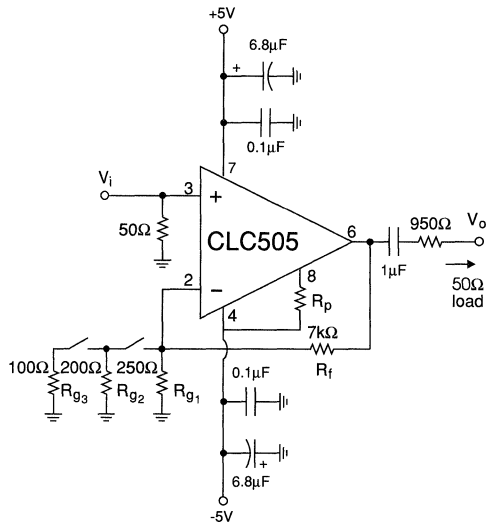 +5V
6.8μF
+
0.1μF
7
Vi
3
+
50Ω
CLC505
6
950Ω
Vo
1μF
50Ω
load
2
−
8
Rp
4
7kΩ
Rf
100Ω
200Ω
250Ω
Rg3
Rg2
Rg1
0.1μF
6.8μF
+
-5V